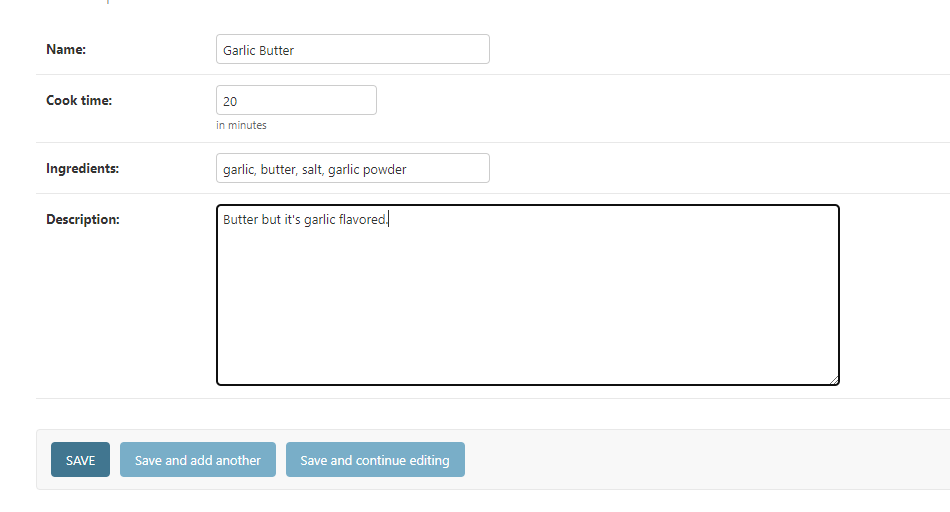 Name: Garlic Butter
Cook time: 20
in minutes
Ingredients: garlic, butter, salt, garlic powder
Description: Butter but it's garlic flavored.
SAVE Save and add another Save and continue editing